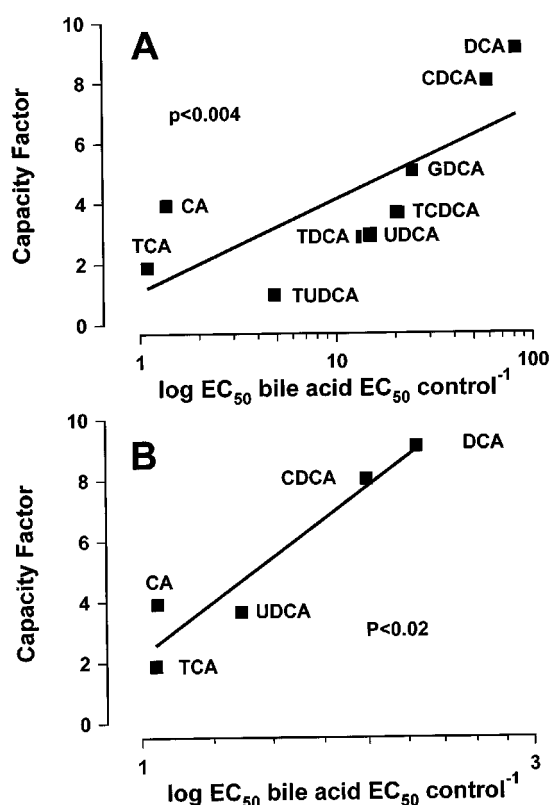 A
10
8
6
4
2
0
Capacity Factor
p<0.004
DCA
CDCA
GDCA
CA
TCDCA
TDCA
UDCA
TCA
TUDCA
1
10
100
log EC50 bile acid EC50 control-1
B
10
8
6
4
2
0
Capacity Factor
DCA
CDCA
CA
UDCA
P<0.02
TCA
1
3
log EC50 bile acid EC50 control-1